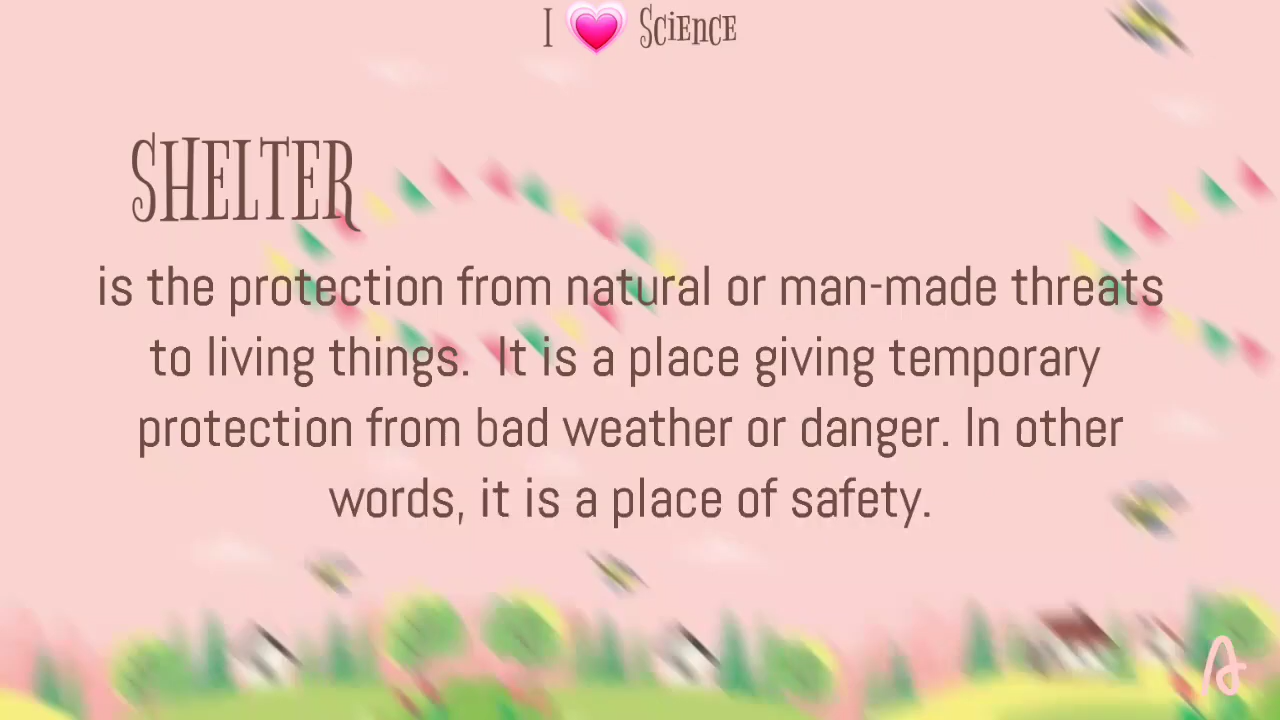 I 💗 Science
SHELTER
is the protection from natural or man-made threats
to living things. It is a place giving temporary
protection from bad weather or danger. In other
words, it is a place of safety.
A